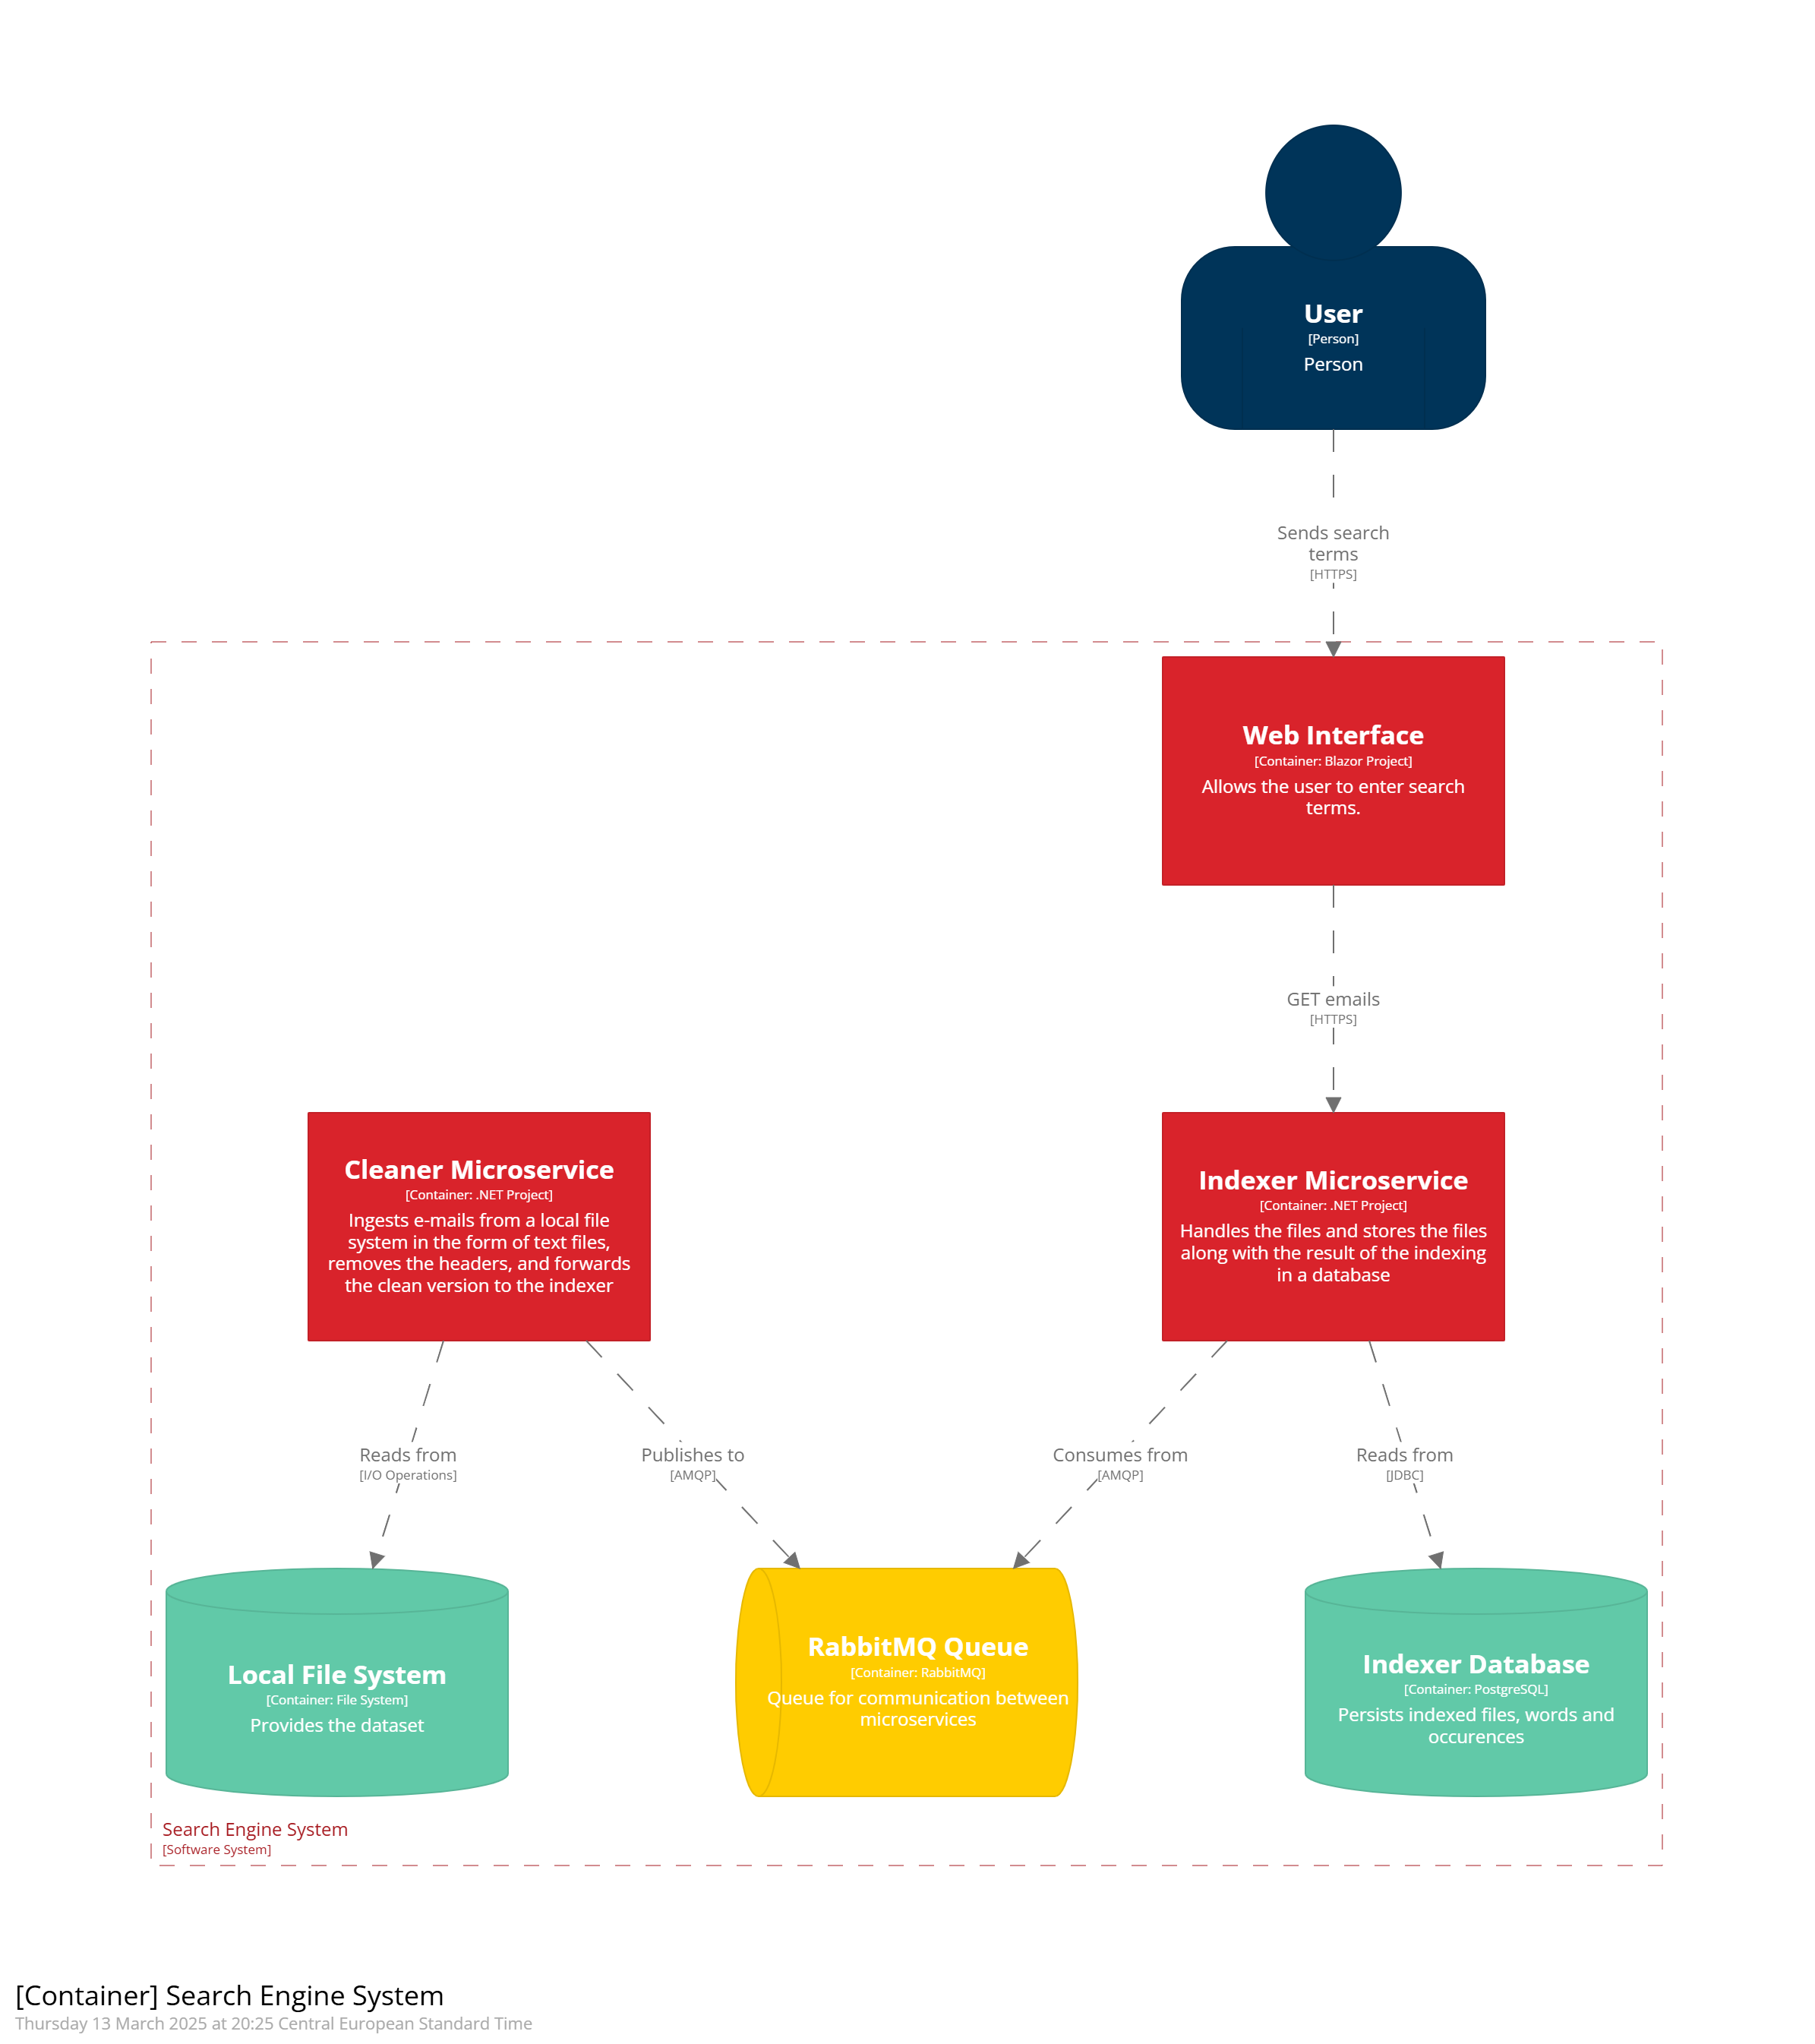 User
[Person]
Person
Sends search
terms
[HTTPS]
Web Interface
[Container: Blazor Project]
Allows the user to enter search
terms.
GET emails
[HTTPS]
Cleaner Microservice
[Container: .NET Project]
Ingests e-mails from a local file
system in the form of text files,
removes the headers, and forwards
the clean version to the indexer
Indexer Microservice
[Container: .NET Project]
Handles the files and stores the files
along with the result of the indexing
in a database
Reads from
[I/O Operations]
Publishes to
[AMQP]
Consumes from
[AMQP]
Reads from
[JDBC]
Local File System
[Container: File System]
Provides the dataset
RabbitMQ Queue
[Container: RabbitMQ]
Queue for communication between
microservices
Indexer Database
[Container: PostgreSQL]
Persists indexed files, words and
occurences
Search Engine System
[Software System]
[Container] Search Engine System
Thursday 13 March 2025 at 20:25 Central European Standard Time